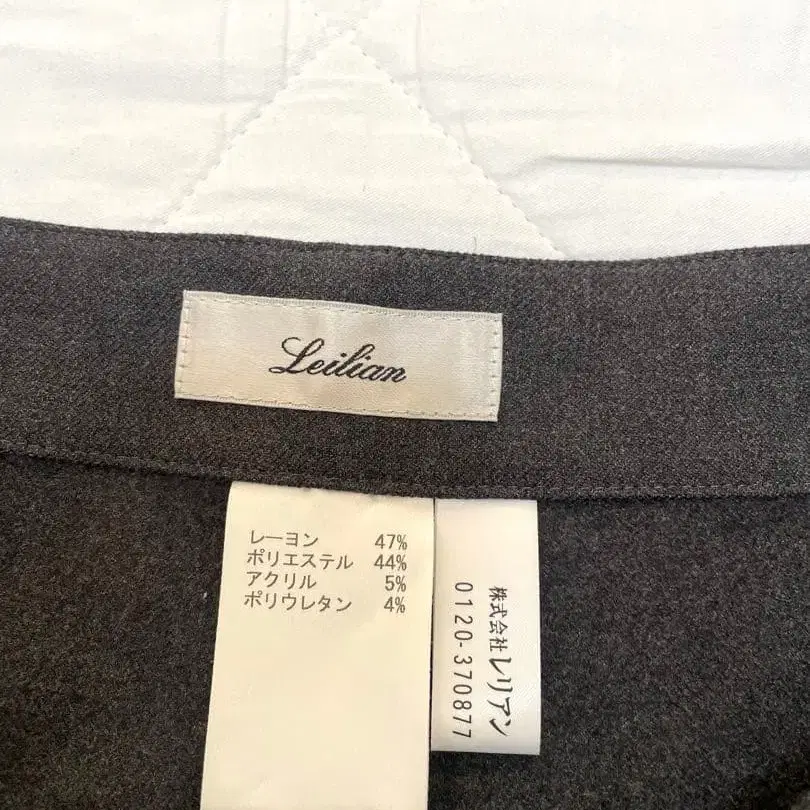 Leilian
レーヨン 47%
ポリエステル 44%
アクリル 5%
ポリウレタン 4%
株式会社レリアン
0120-370877